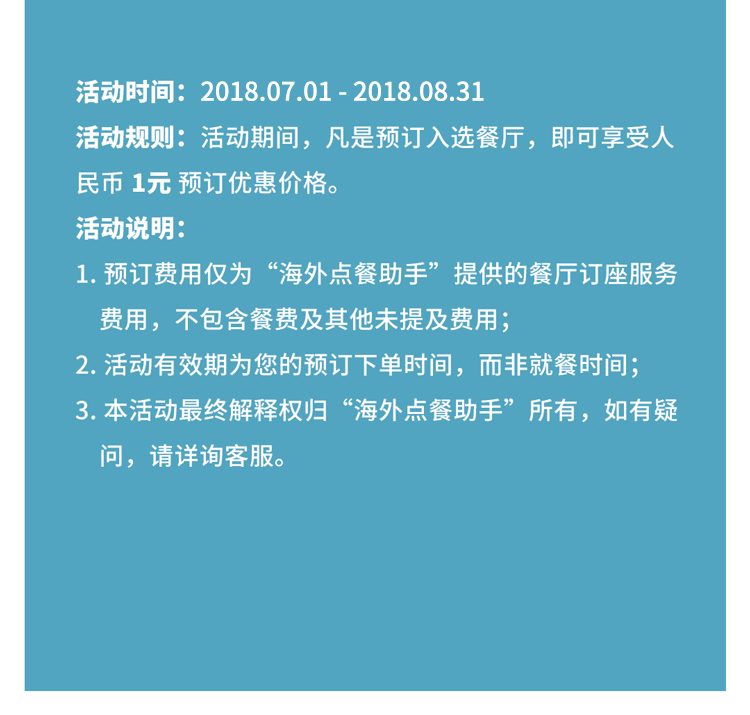 活动时间：2018.07.01 - 2018.08.31
活动规则：活动期间，凡是预订入选餐厅，即可享受人
民币 1元 预订优惠价格。
活动说明：
1. 预订费用仅为“海外点餐助手”提供的餐厅订座服务
费用，不包含餐费及其他未提及费用；
2. 活动有效期为您的预订下单时间，而非就餐时间；
3. 本活动最终解释权归“海外点餐助手”所有，如有疑
问，请详询客服。